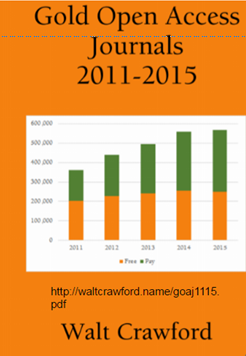 Gold Open Access
Journals
2011-2015
600,000
500,000
400,000
300,000
200,000
100,000
0
2011 2012 2013 2014 2015
Free Pay
http://waltcrawford.name/goaj1115.
pdf
Walt Crawford